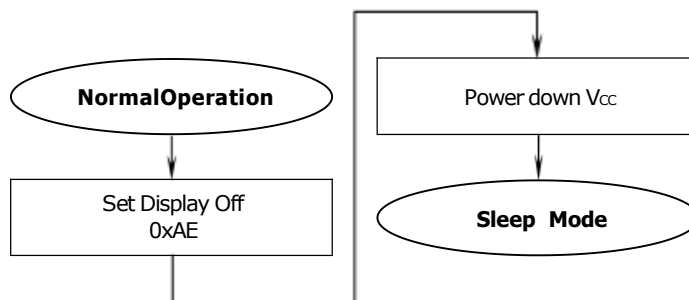 NormalOperation
Set Display Off
0xAE
Power down Vcc
Sleep Mode